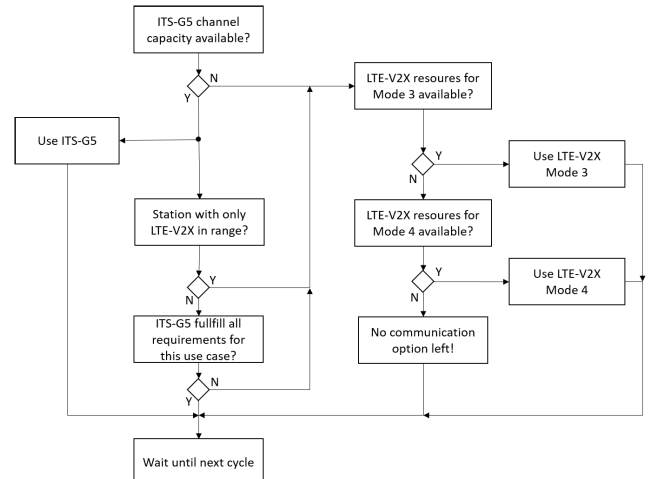 ITS-G5 channel
capacity available?
N
Y
LTE-V2X resoures for
Mode 3 available?
Use ITS-G5
Y
N
Use LTE-V2X
Mode 3
Station with only
LTE-V2X in range?
LTE-V2X resoures for
Mode 4 available?
Y
N
Y
N
Use LTE-V2X
Mode 4
ITS-G5 fullfill all
requirements for
this use case?
No communication
option left!
N
Y
Wait until next cycle